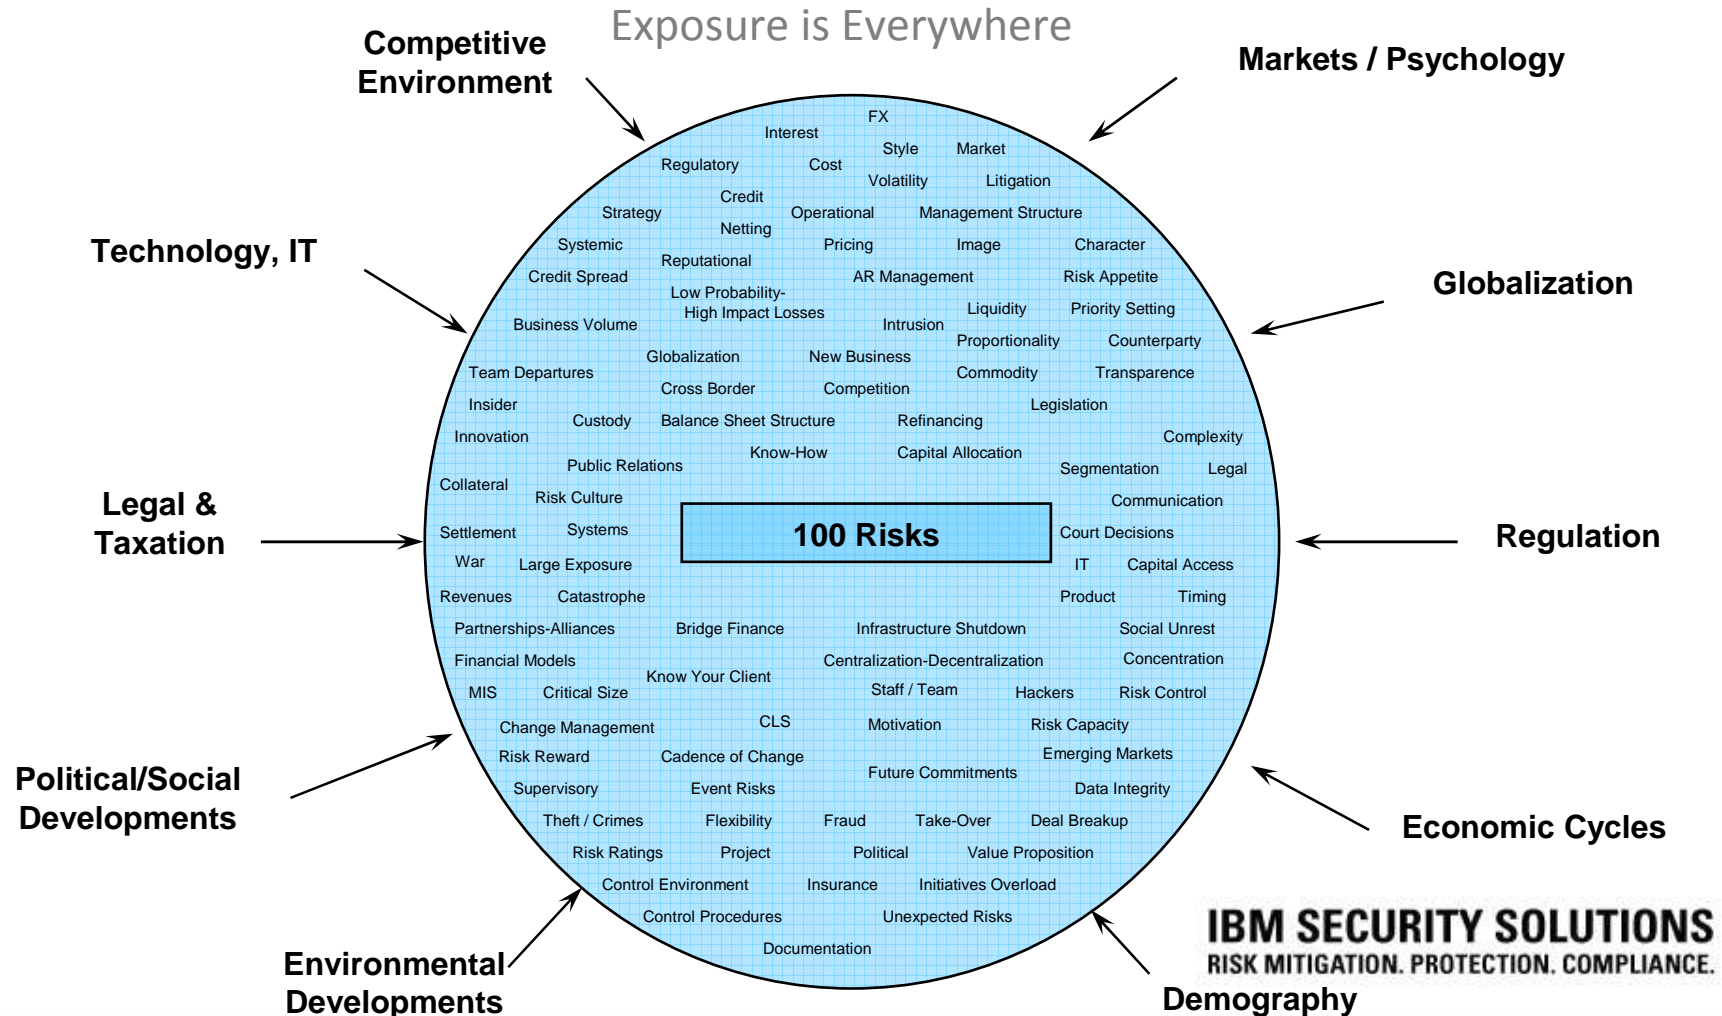 Exposure is Everywhere
Competitive
Environment
Markets / Psychology
Technology, IT
Globalization
Legal &
Taxation
Regulation
Political/Social
Developments
Economic Cycles
Environmental
Developments
Demography
FX
Interest
Style Market
Regulatory Cost
Volatility Litigation
Credit
Strategy Operational Management Structure
Netting
Systemic Pricing Image Character
Reputational
Credit Spread AR Management Risk Appetite
Low Probability-
High Impact Losses
Liquidity Priority Setting
Business Volume Intrusion
Proportionality Counterparty
Globalization New Business
Team Departures Commodity Transparence
Cross Border Competition
Insider Legislation
Custody Balance Sheet Structure Refinancing
Innovation Complexity
Know-How Capital Allocation
Public Relations Segmentation Legal
Collateral
Risk Culture Communication
Settlement Systems 100 Risks Court Decisions
War Large Exposure IT Capital Access
Revenues Catastrophe Product Timing
Partnerships-Alliances Bridge Finance Infrastructure Shutdown Social Unrest
Financial Models Centralization-Decentralization Concentration
Know Your Client
MIS Critical Size Staff / Team Hackers Risk Control
Change Management CLS Motivation Risk Capacity
Risk Reward Cadence of Change Emerging Markets
Future Commitments
Supervisory Event Risks Data Integrity
Theft / Crimes Flexibility Fraud Take-Over Deal Breakup
Risk Ratings Project Political Value Proposition
Control Environment Insurance Initiatives Overload
Control Procedures Unexpected Risks
Documentation
IBM SECURITY SOLUTIONS
RISK MITIGATION. PROTECTION. COMPLIANCE.